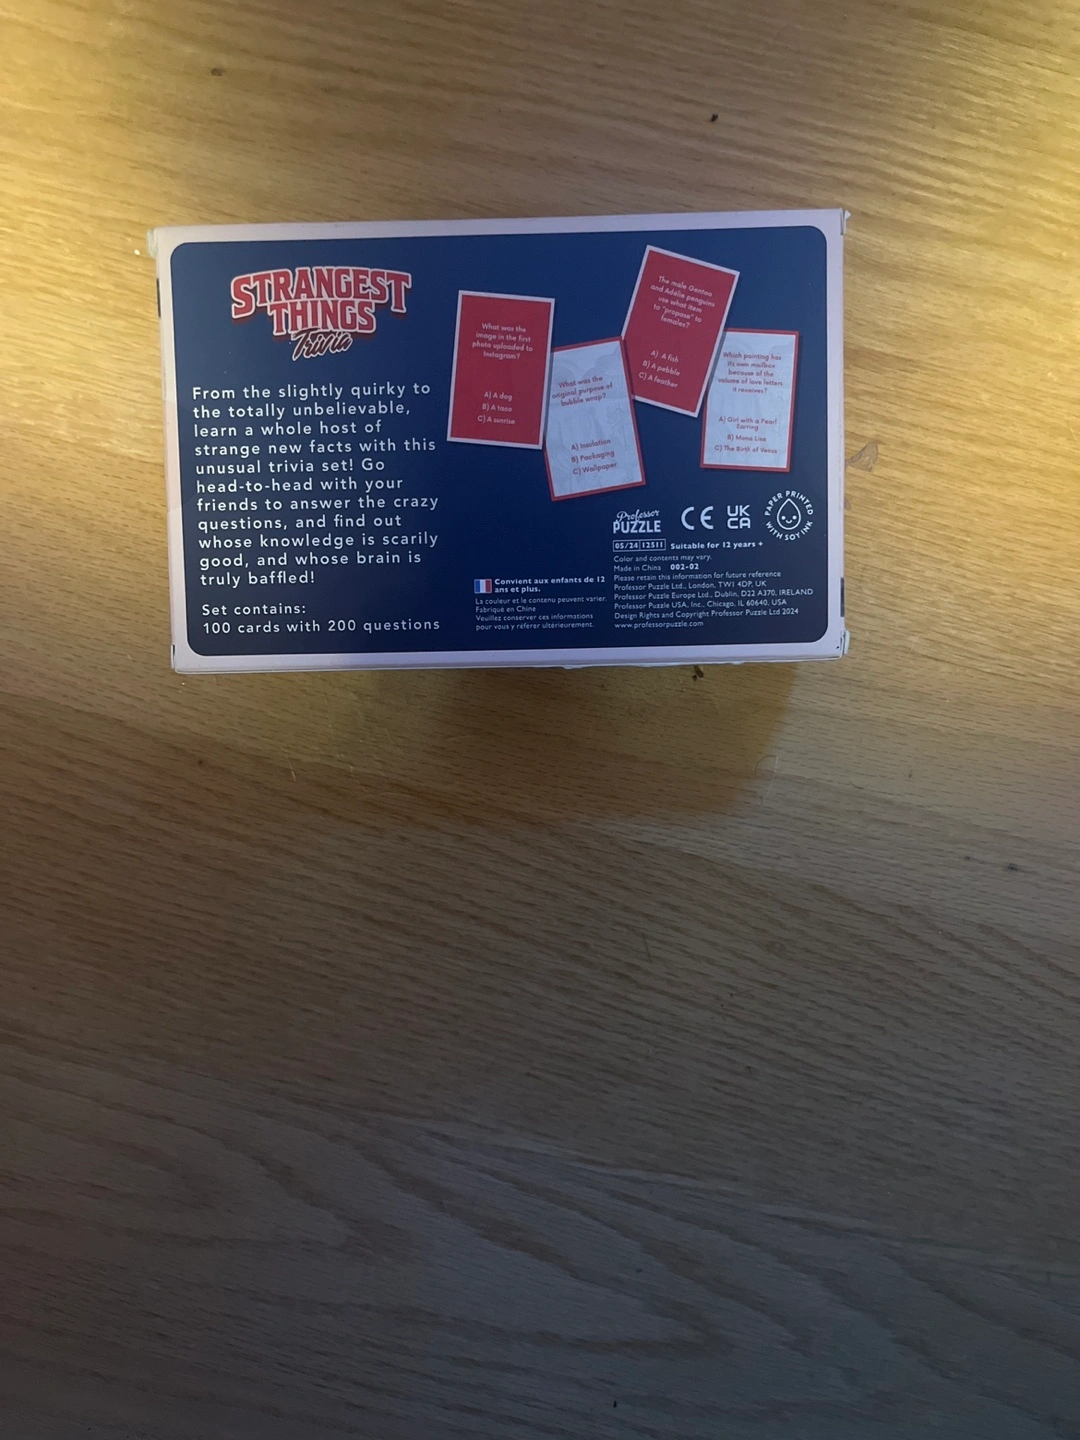 STRANGEST
THINGS
Trivia
From the slightly quirky to
the totally unbelievable,
learn a whole host of
strange new facts with this
unusual trivia set! Go
head-to-head with your
friends to answer the crazy
questions, and find out
whose knowledge is scarily
good, and whose brain is
truly baffled!
Set contains:
100 cards with 200 questions
What was the
image in the first
photo uploaded to
Instagram?
A) A dog
B) A taco
C) A sunrise
What was the
original purpose of
bubble wrap?
A) Insulation
B) Packaging
C) Wallpaper
The male Gentoo
and Adélie penguins
use what item
to "propose" to
females?
A) A fish
B) A pebble
C) A feather
Which painting has
its own mailbox
because of the
volume of love letters
it receives?
A) Girl with a Pearl
Earring
B) Mona Lisa
C) The Birth of Venus
Convient aux enfants de 12
ans et plus.
La couleur et le contenu peuvent varier.
Fabriqué en Chine
Veuillez conserver ces informations
pour vous y référer ultérieurement.
Professor
PUZZLE
CE
UK
CA
PAPER PRINTED
WITH SOY INK
05/24 12511 Suitable for 12 years +
Color and contents may vary.
Made in China 002-02
Please retain this information for future reference
Professor Puzzle Ltd., London, TW1 4DP, UK
Professor Puzzle Europe Ltd., Dublin, D22 A370, IRELAND
Professor Puzzle USA, Inc., Chicago, IL 60640, USA
Design Rights and Copyright Professor Puzzle Ltd 2024
www.professorpuzzle.com